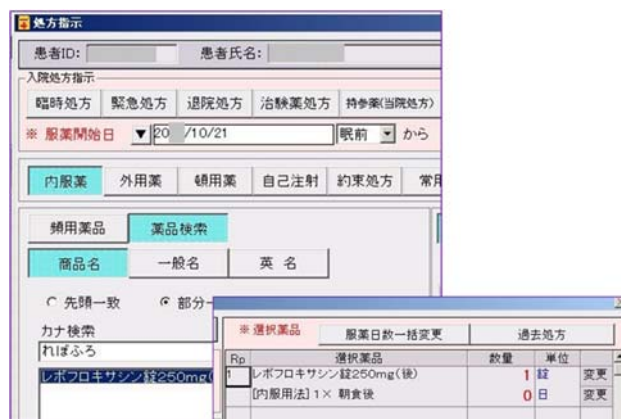 処方指示
患者ID: 患者氏名:
入院処方指示
臨時処方 緊急処方 退院処方 治験薬処方 持参薬(当院処方)
※ 服薬開始日 ▼ 20 /10/21 眠前 から
内服薬 外用薬 頓用薬 自己注射 約束処方 常用
頻用薬品 薬品検索
商品名 一般名 英 名
先頭一致 部分一
カナ検索
ればふろ
レボフロキサシン錠250mg(
※ 選択薬品 服薬日数一括変更 過去処方
Rp 選択薬品 数量 単位
1 レボフロキサシン錠250mg(後) 1 錠 変更
[内服用法]1× 朝食後 0 日 変更